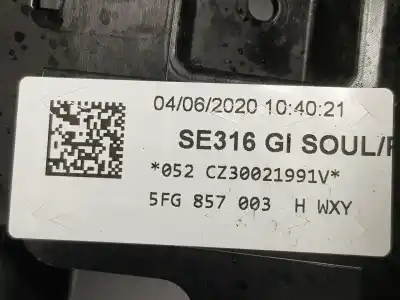 04/06/2020 10:40:21
SE316 GI SOUL/
*052 CZ30021991V*
5FG 857 003 H WXY